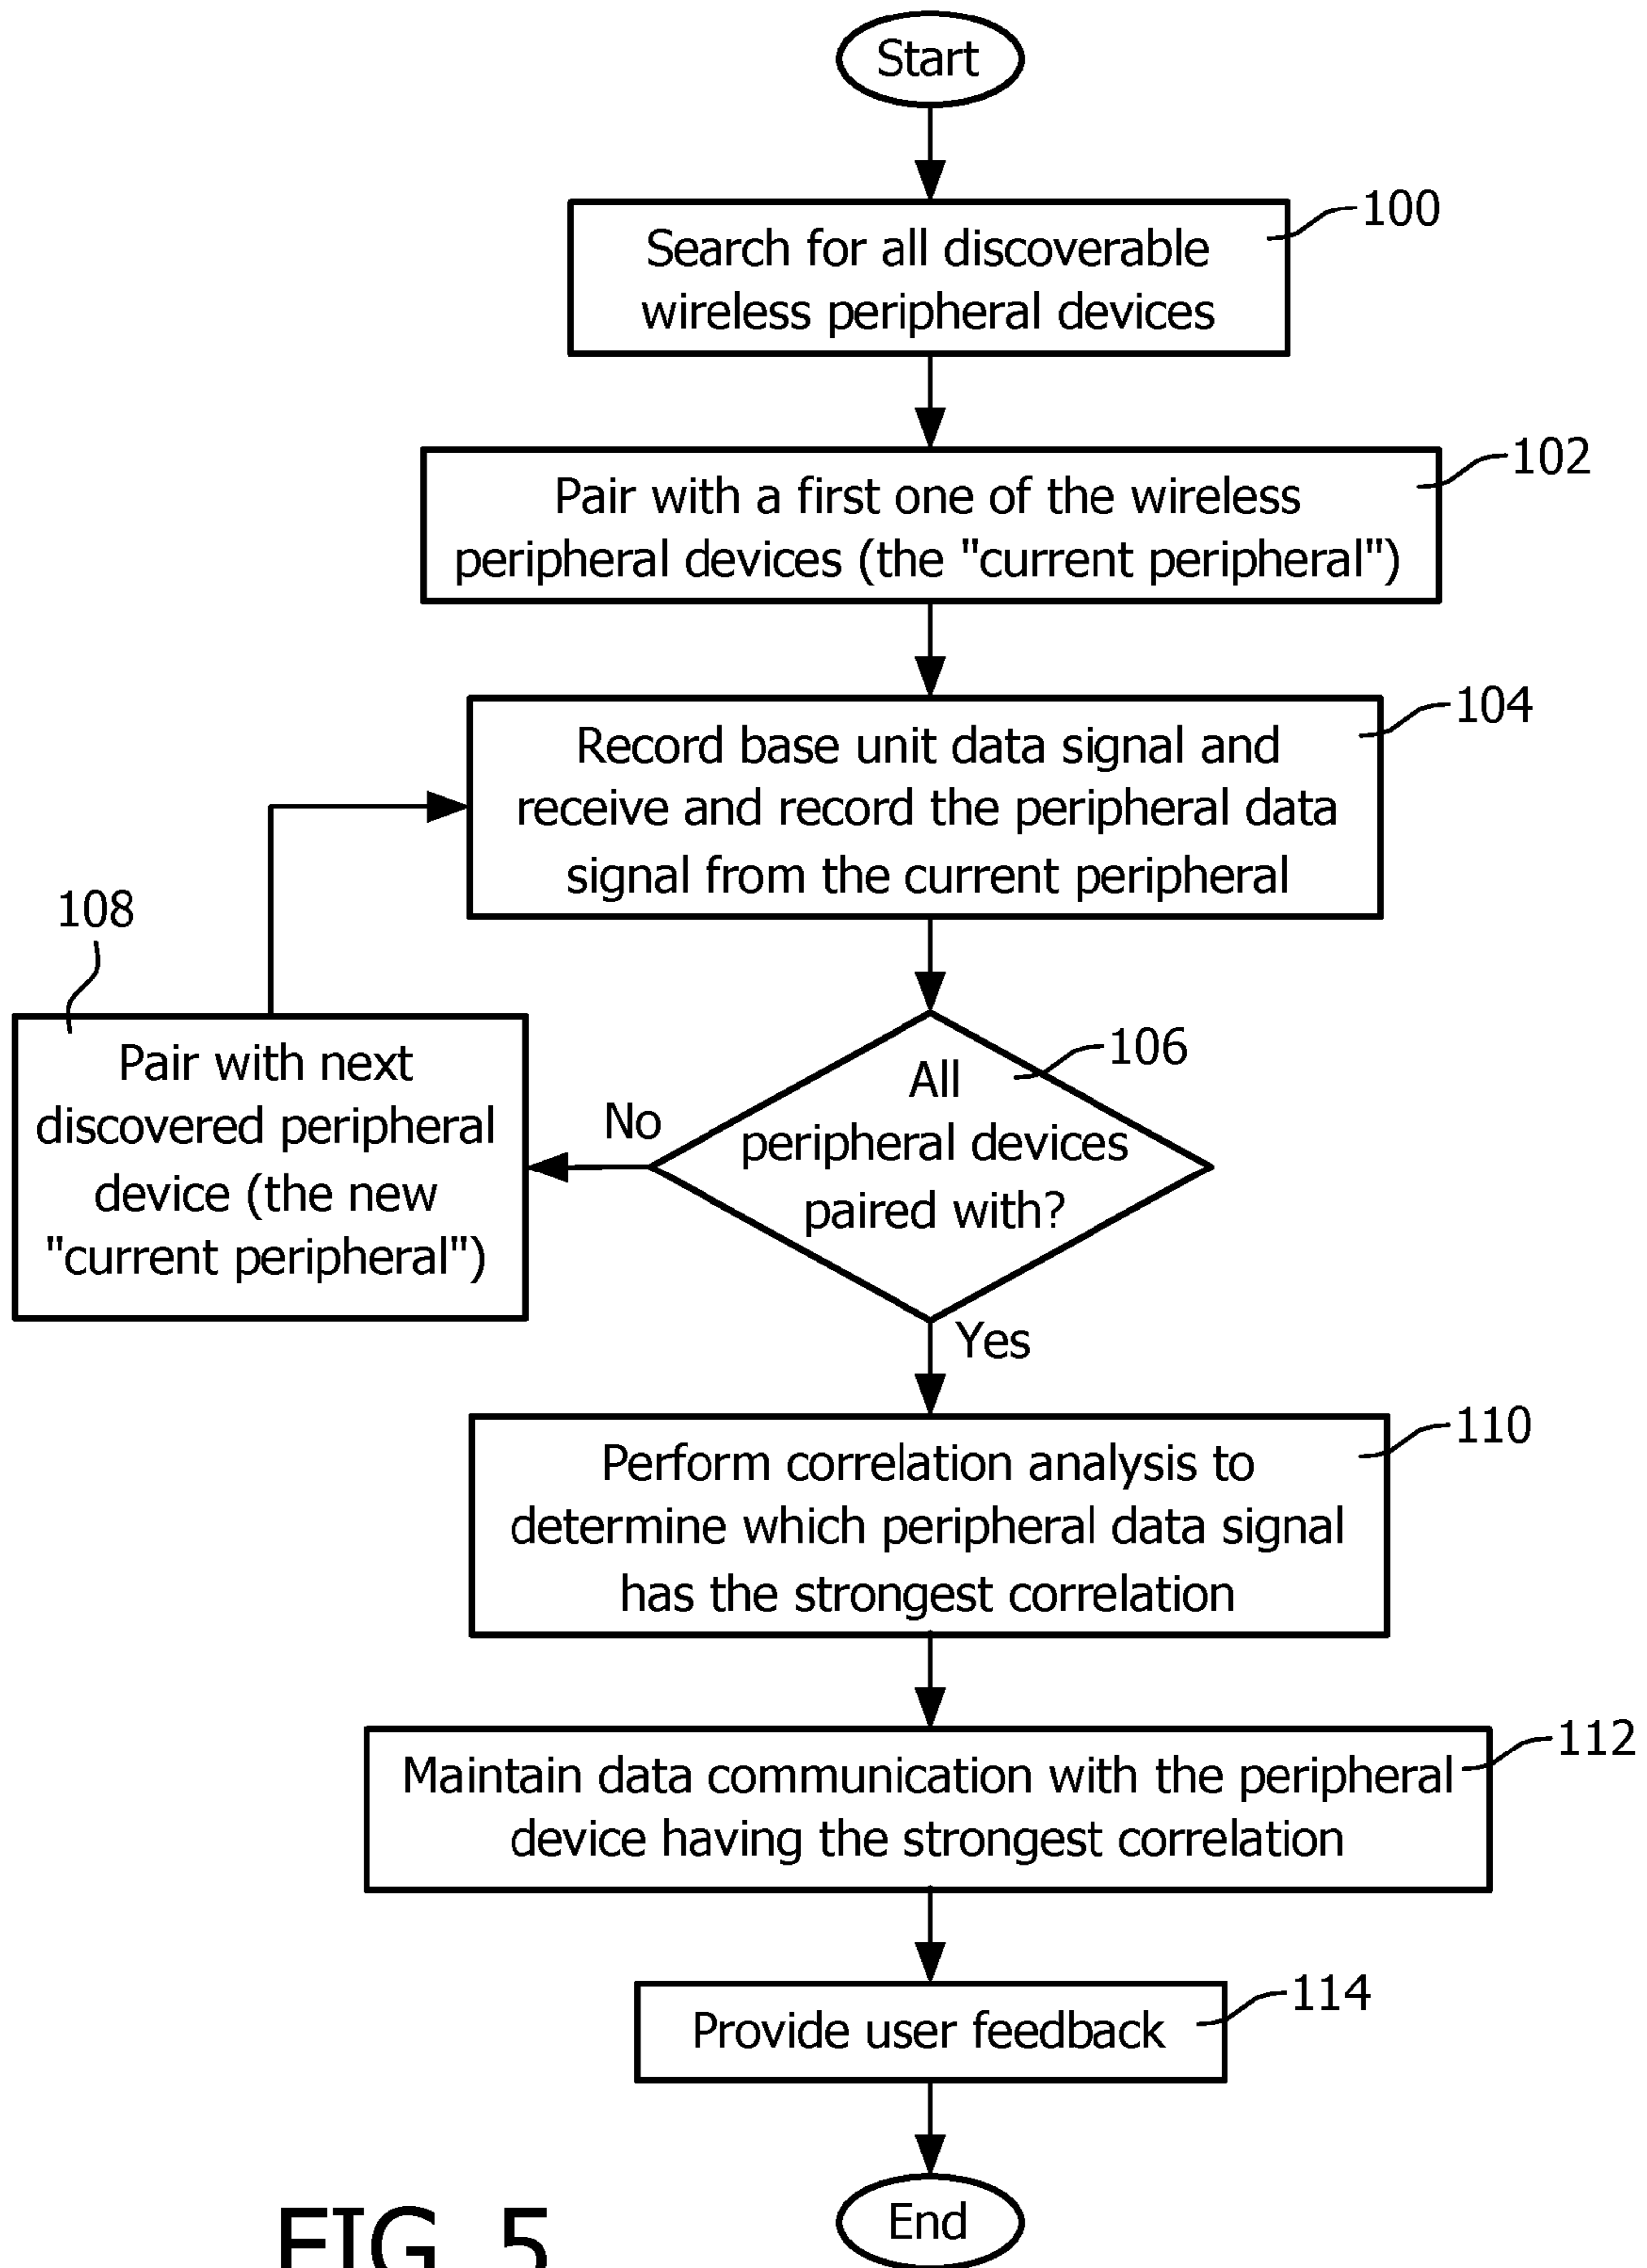 Start
100
Search for all discoverable
wireless peripheral devices
102
Pair with a first one of the wireless
peripheral devices (the "current peripheral")
104
Record base unit data signal and
receive and record the peripheral data
signal from the current peripheral
108
Pair with next
discovered peripheral
device (the new
"current peripheral")
No
106
All
peripheral devices
paired with?
Yes
110
Perform correlation analysis to
determine which peripheral data signal
has the strongest correlation
112
Maintain data communication with the peripheral
device having the strongest correlation
114
Provide user feedback
End
FIG. 5